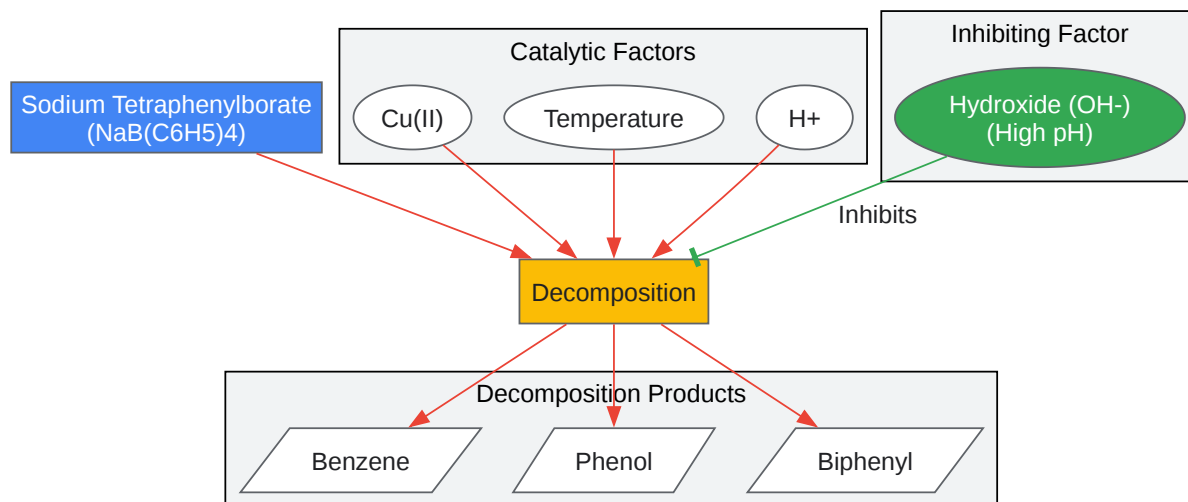 Catalytic Factors
Inhibiting Factor
Sodium Tetraphenylborate
(NaB(C6H5)4)
Cu(II)
Temperature
H+
Hydroxide (OH-)
(High pH)
Inhibits
Decomposition
Decomposition Products
Benzene
Phenol
Biphenyl